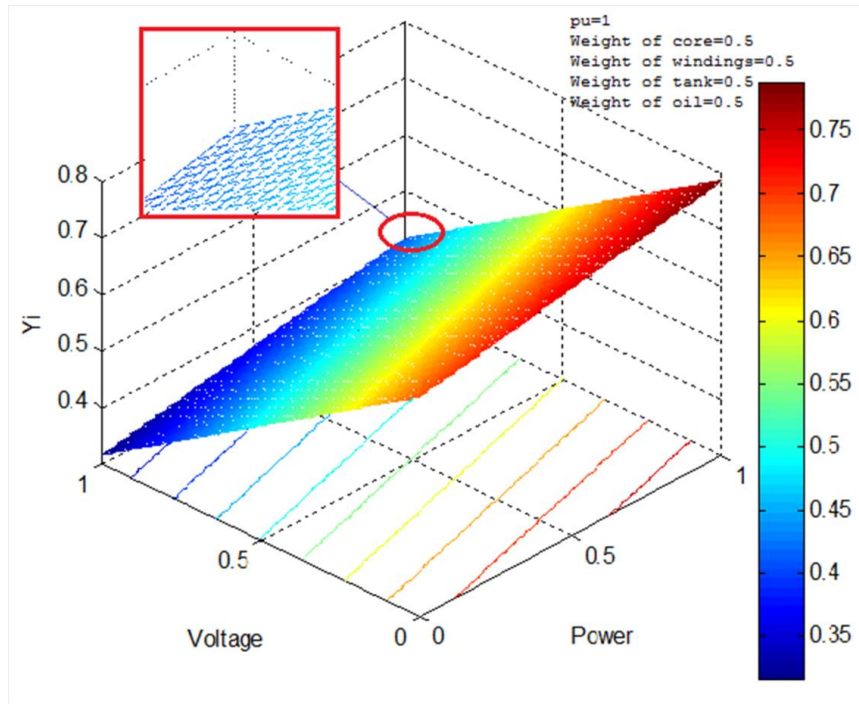 pu=1
Weight of core=0.5
Weight of windings=0.5
Weight of tank=0.5
Weight of oil=0.5
0.8
0.7
0.6
0.5
0.4
Yi
1
0.5
0
Voltage
0
0.5
1
Power
0.75
0.7
0.65
0.6
0.55
0.5
0.45
0.4
0.35